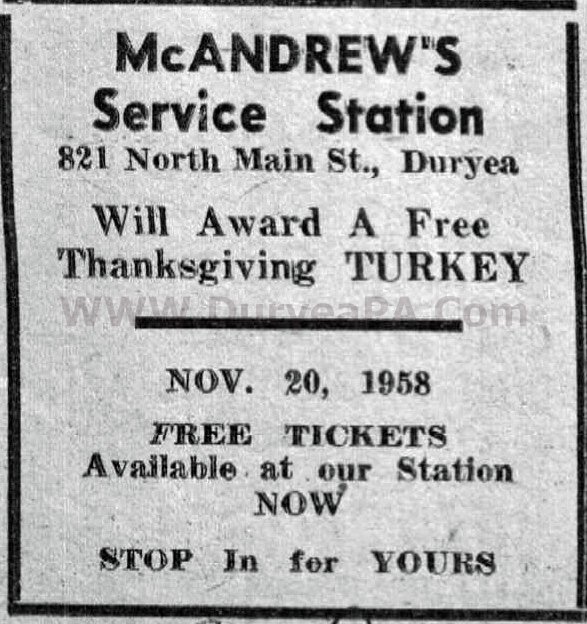 McANDREW"S
Service Station
821 North Main St., Duryea
Will Award A Free
Thanksgiving TURKEY
WWW.DuryeaPA.Com
NOV. 20, 1958
FREE TICKETS
Available at our Station
NOW
STOP In for YOURS